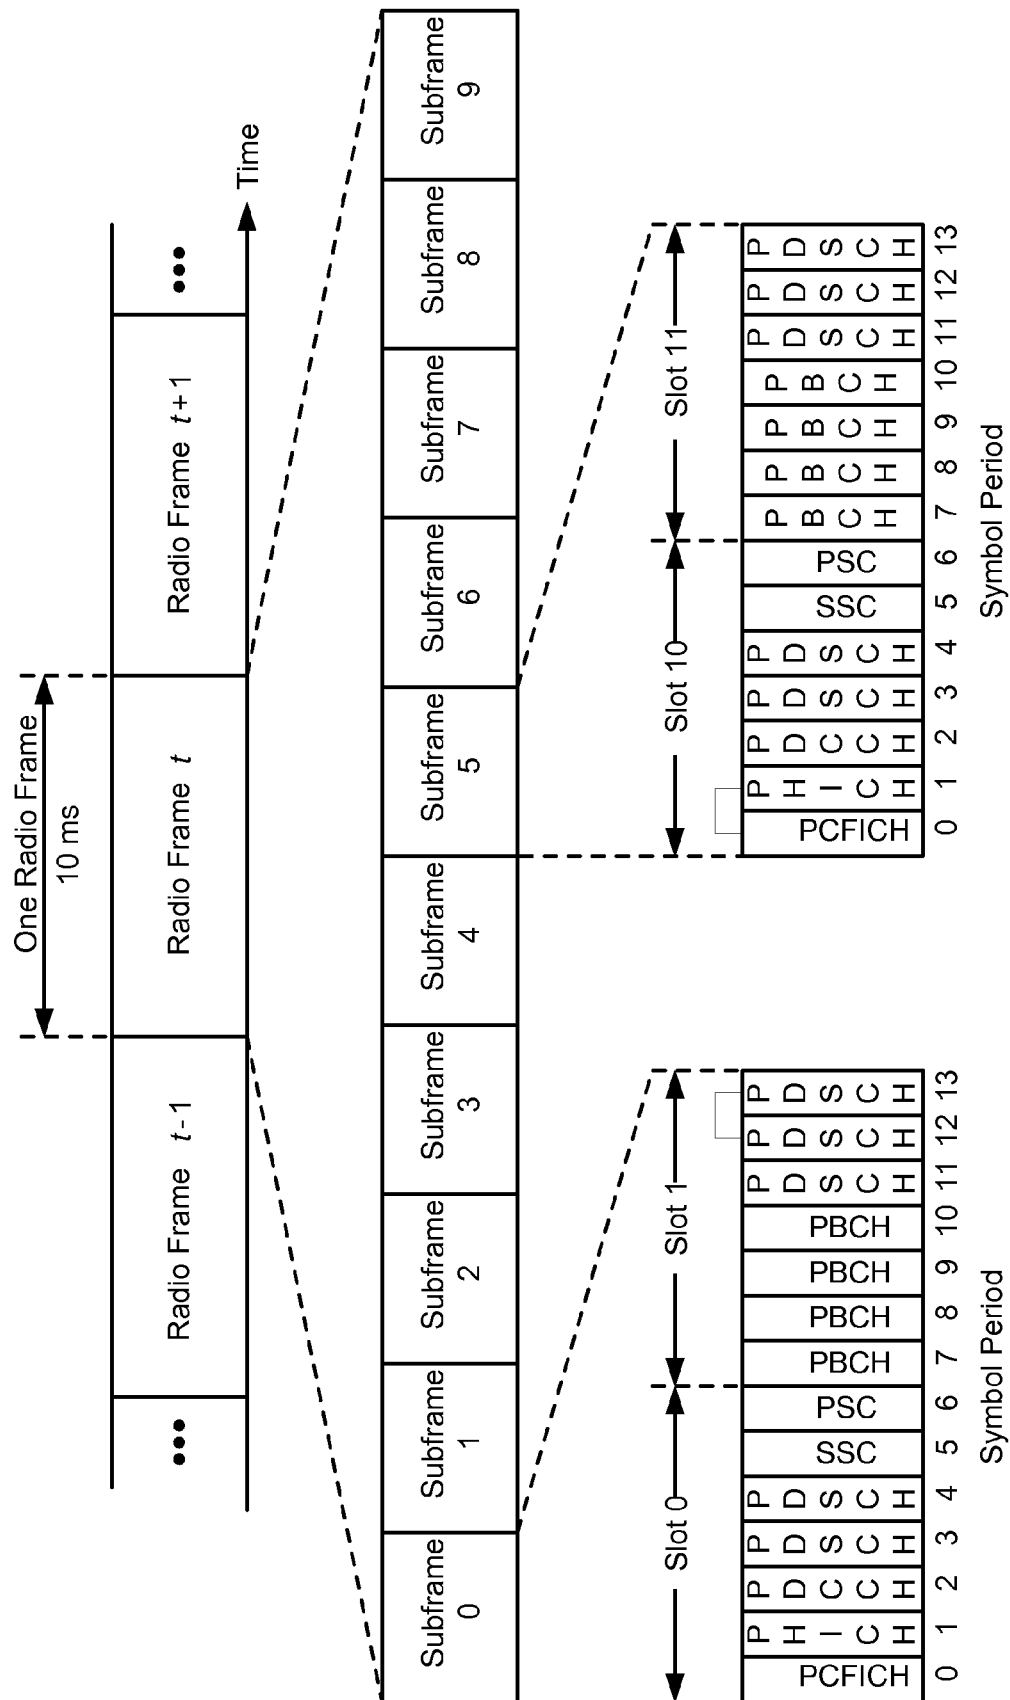 One Radio Frame
10 ms
Radio Frame t-1
Radio Frame t
Radio Frame t+1
Time
Subframe 0
Subframe 1
Subframe 2
Subframe 3
Subframe 4
Subframe 5
Subframe 6
Subframe 7
Subframe 8
Subframe 9
Slot 0
Slot 1
PCFICH
PHICH
PDCCH
PDSCH
PDSCH
SSC
PSC
PBCH
PBCH
PBCH
PBCH
PDSCH
PDSCH
PDSCH
0 1 2 3 4 5 6 7 8 9 10 11 12 13
Symbol Period
Slot 10
Slot 11
PCFICH
PHICH
PDCCH
PDSCH
PDSCH
SSC
PSC
PBCH
PBCH
PBCH
PBCH
PDSCH
PDSCH
PDSCH
0 1 2 3 4 5 6 7 8 9 10 11 12 13
Symbol Period